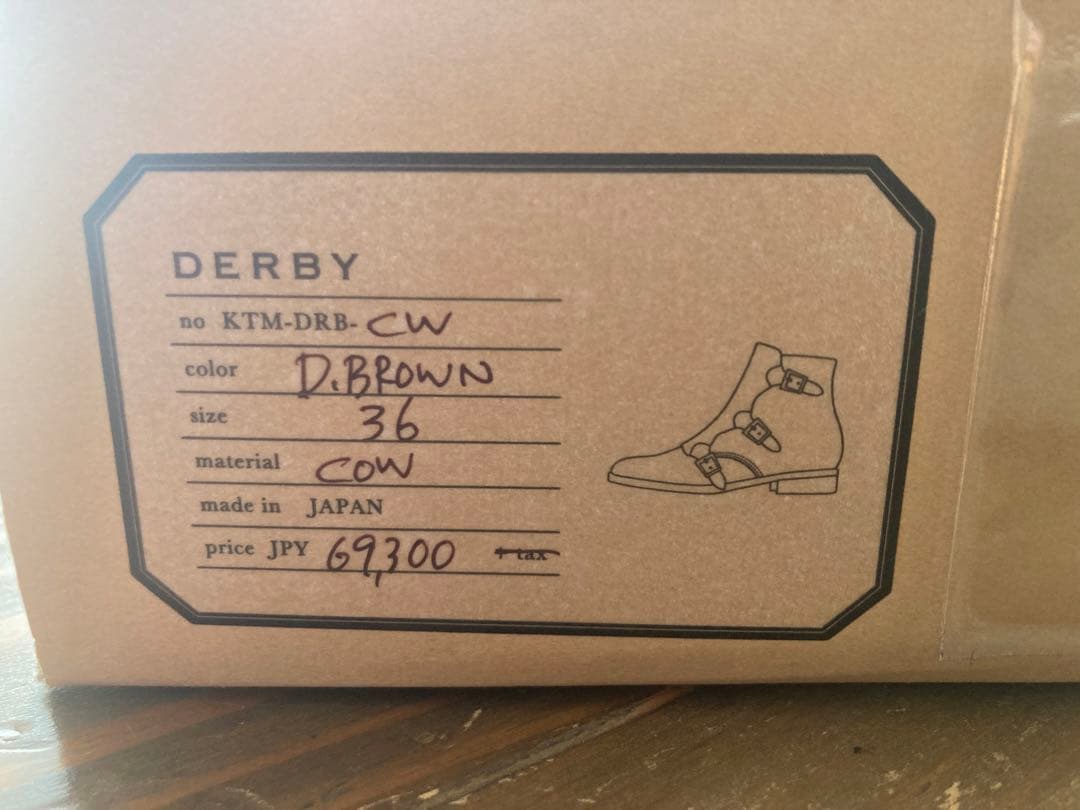 DERBY
no KTM-DRB-CW
color D.BROWN
size 36
material COW
made in JAPAN
price JPY 69,300 + tax